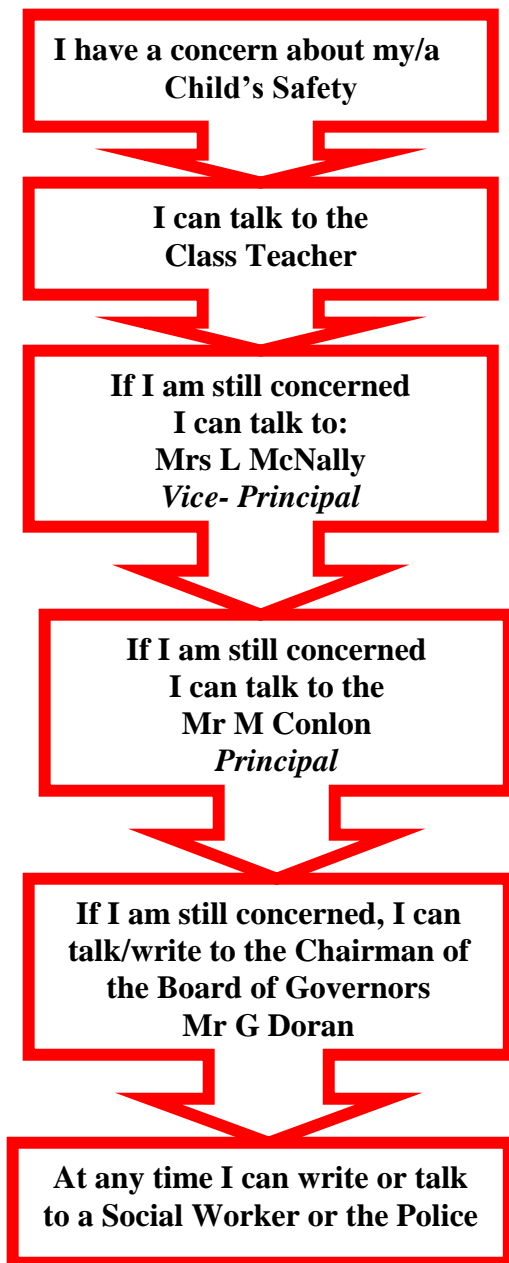 I have a concern about my/a
Child’s Safety
I can talk to the
Class Teacher
If I am still concerned
I can talk to:
Mrs L McNally
Vice- Principal
If I am still concerned
I can talk to the
Mr M Conlon
Principal
If I am still concerned, I can
talk/write to the Chairman of
the Board of Governors
Mr G Doran
At any time I can write or talk
to a Social Worker or the Police